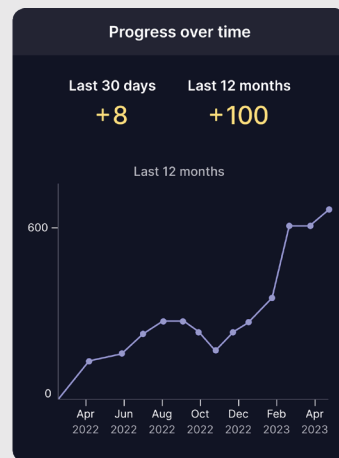 Progress over time
Last 30 days Last 12 months
+8 +100
Last 12 months
600
0
Apr Jun Aug Oct Dec Feb Apr
2022 2022 2022 2022 2022 2023 2023